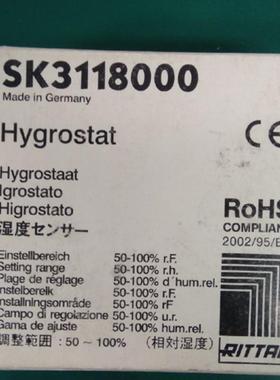 SK3118000
Made in Germany
Hygrostat
CE
Hygrostaat
Igrostato
Higrostato
湿度センサー
RoHS
COMPLIAN
2002/95/E
Einstellbereich 50-100% r.F.
Setting range 50-100% r.h.
Plage de réglage 50-100% d´hum.rel.
Instelbereik 50-100% r.F.
Installningsområde 50-100% rF
Campo di regolazione 50-100% u.r.
Gama de ajuste 50-100% hum.rel.
調整範囲：50～100% （相対湿度）
RITTAL